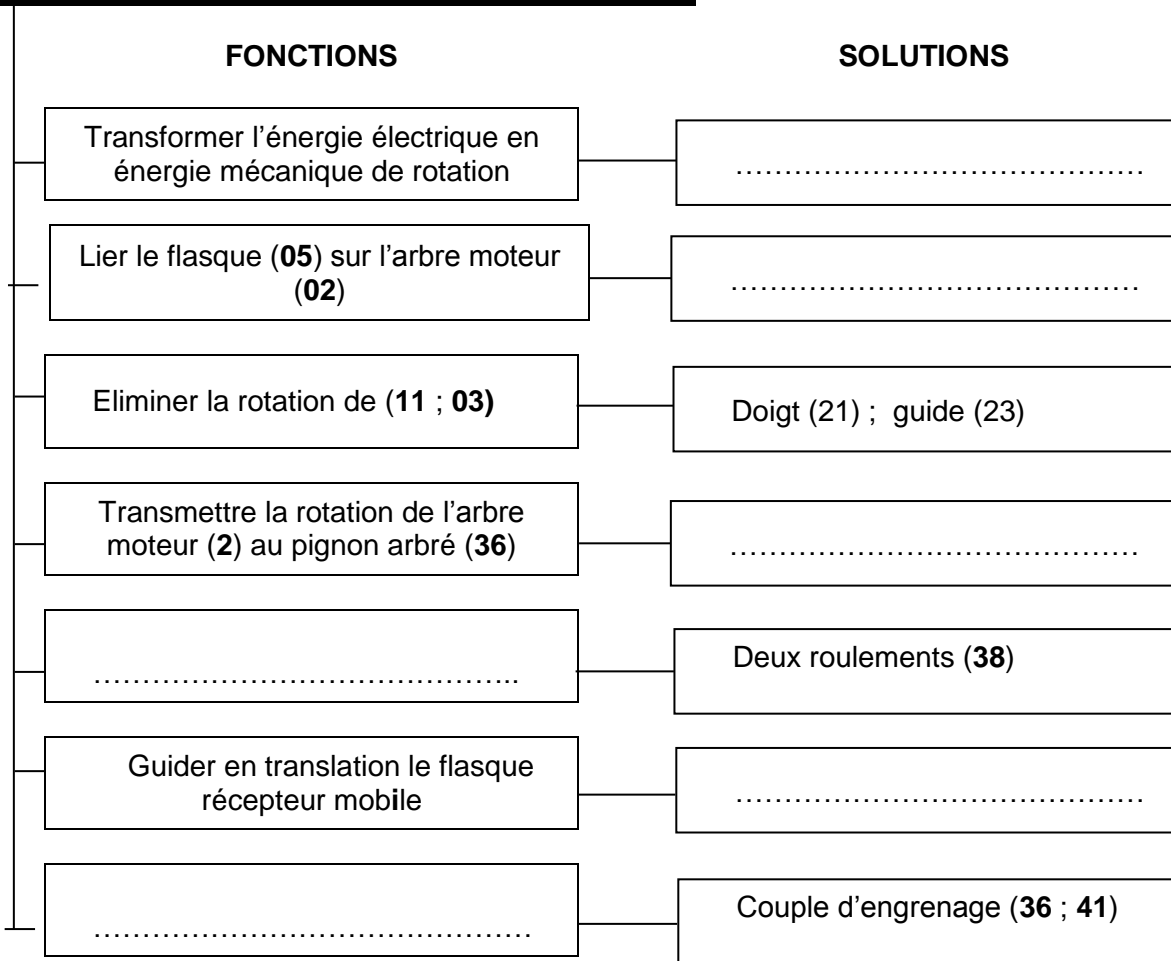 FONCTIONS
SOLUTIONS
Transformer l’énergie électrique en
énergie mécanique de rotation
……………………………………
Lier le flasque (05) sur l’arbre moteur
(02)
……………………………………
Eliminer la rotation de (11 ; 03)
Doigt (21) ; guide (23)
Transmettre la rotation de l’arbre
moteur (2) au pignon arbré (36)
……………………………………
……………………………………..
Deux roulements (38)
Guider en translation le flasque
récepteur mobile
……………………………………
………………………………………
Couple d’engrenage (36 ; 41)